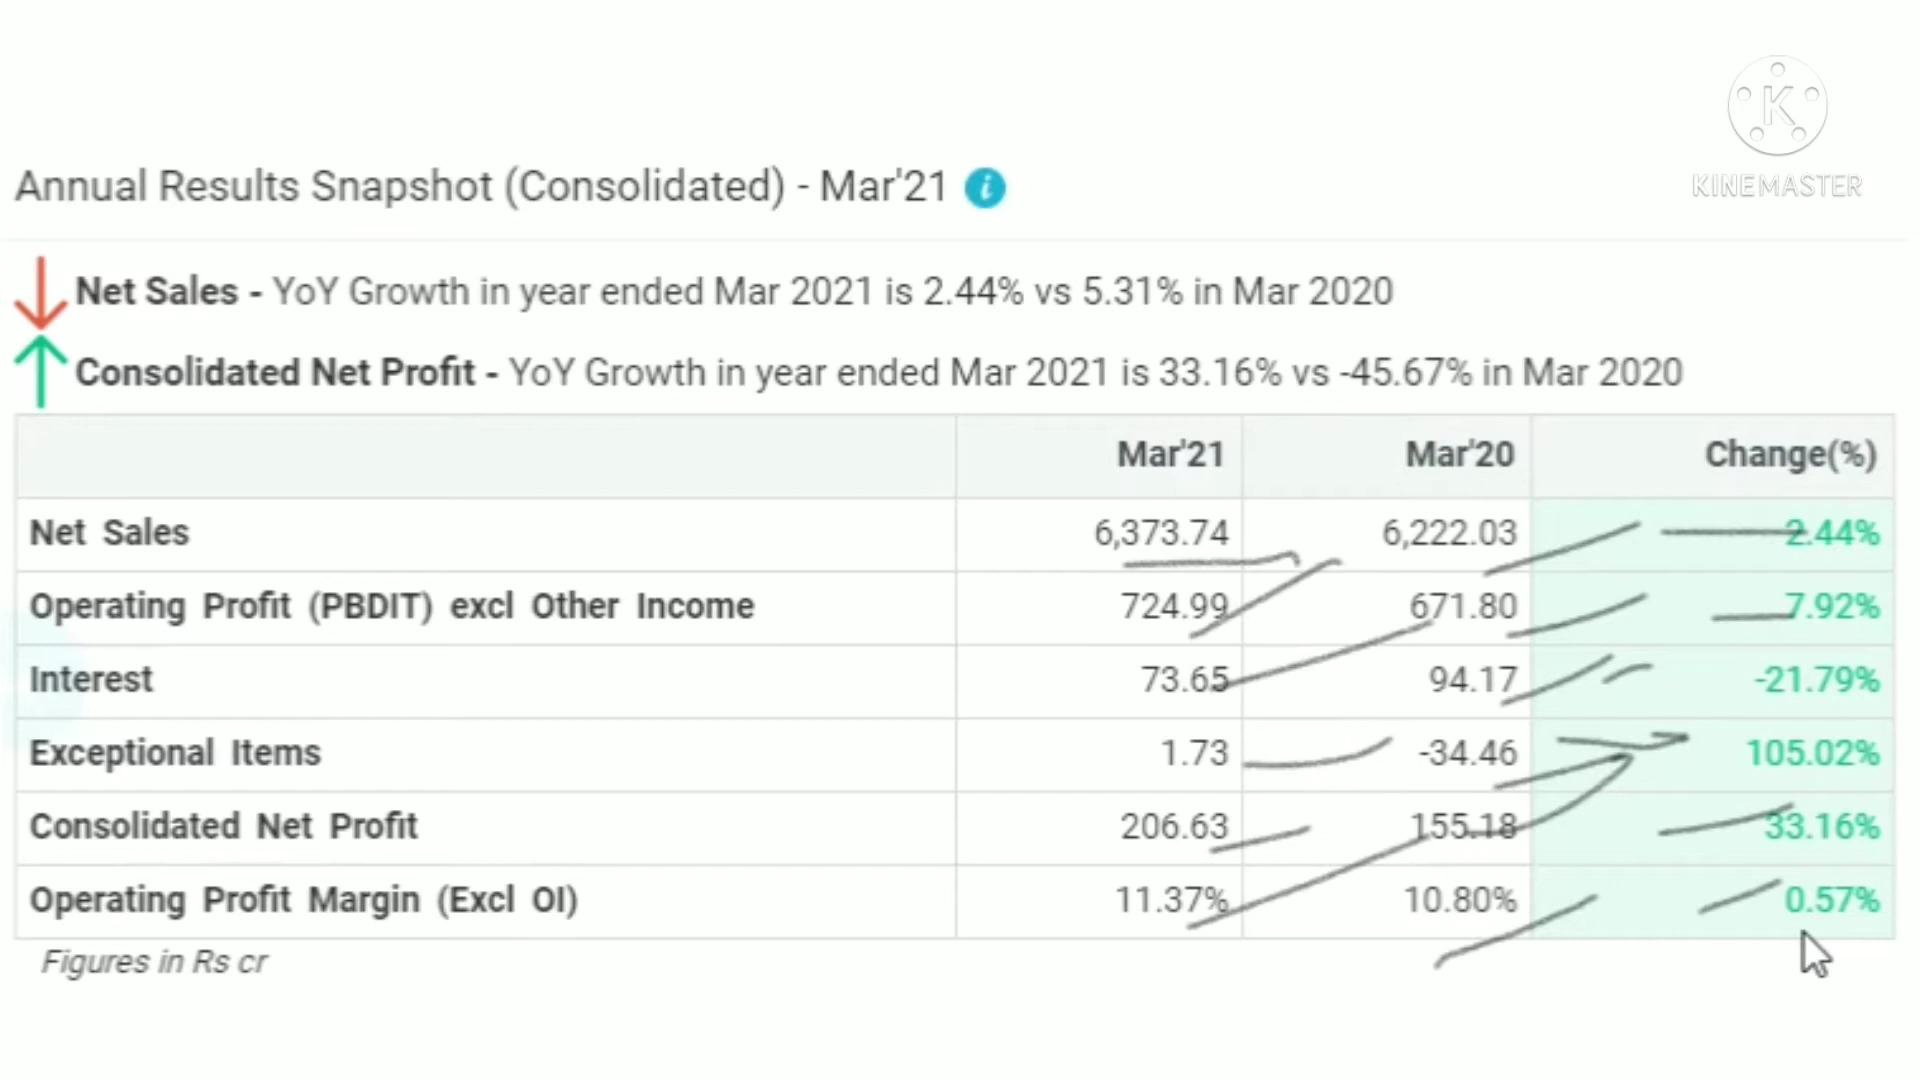 K
KINEMASTER
Annual Results Snapshot (Consolidated) - Mar'21 i
Net Sales - YoY Growth in year ended Mar 2021 is 2.44% vs 5.31% in Mar 2020
Consolidated Net Profit - YoY Growth in year ended Mar 2021 is 33.16% vs -45.67% in Mar 2020
Mar'21 Mar'20 Change(%)
Net Sales 6,373.74 6,222.03 2.44%
Operating Profit (PBDIT) excl Other Income 724.99 671.80 7.92%
Interest 73.65 94.17 -21.79%
Exceptional Items 1.73 -34.46 105.02%
Consolidated Net Profit 206.63 155.18 33.16%
Operating Profit Margin (Excl OI) 11.37% 10.80% 0.57%
Figures in Rs cr